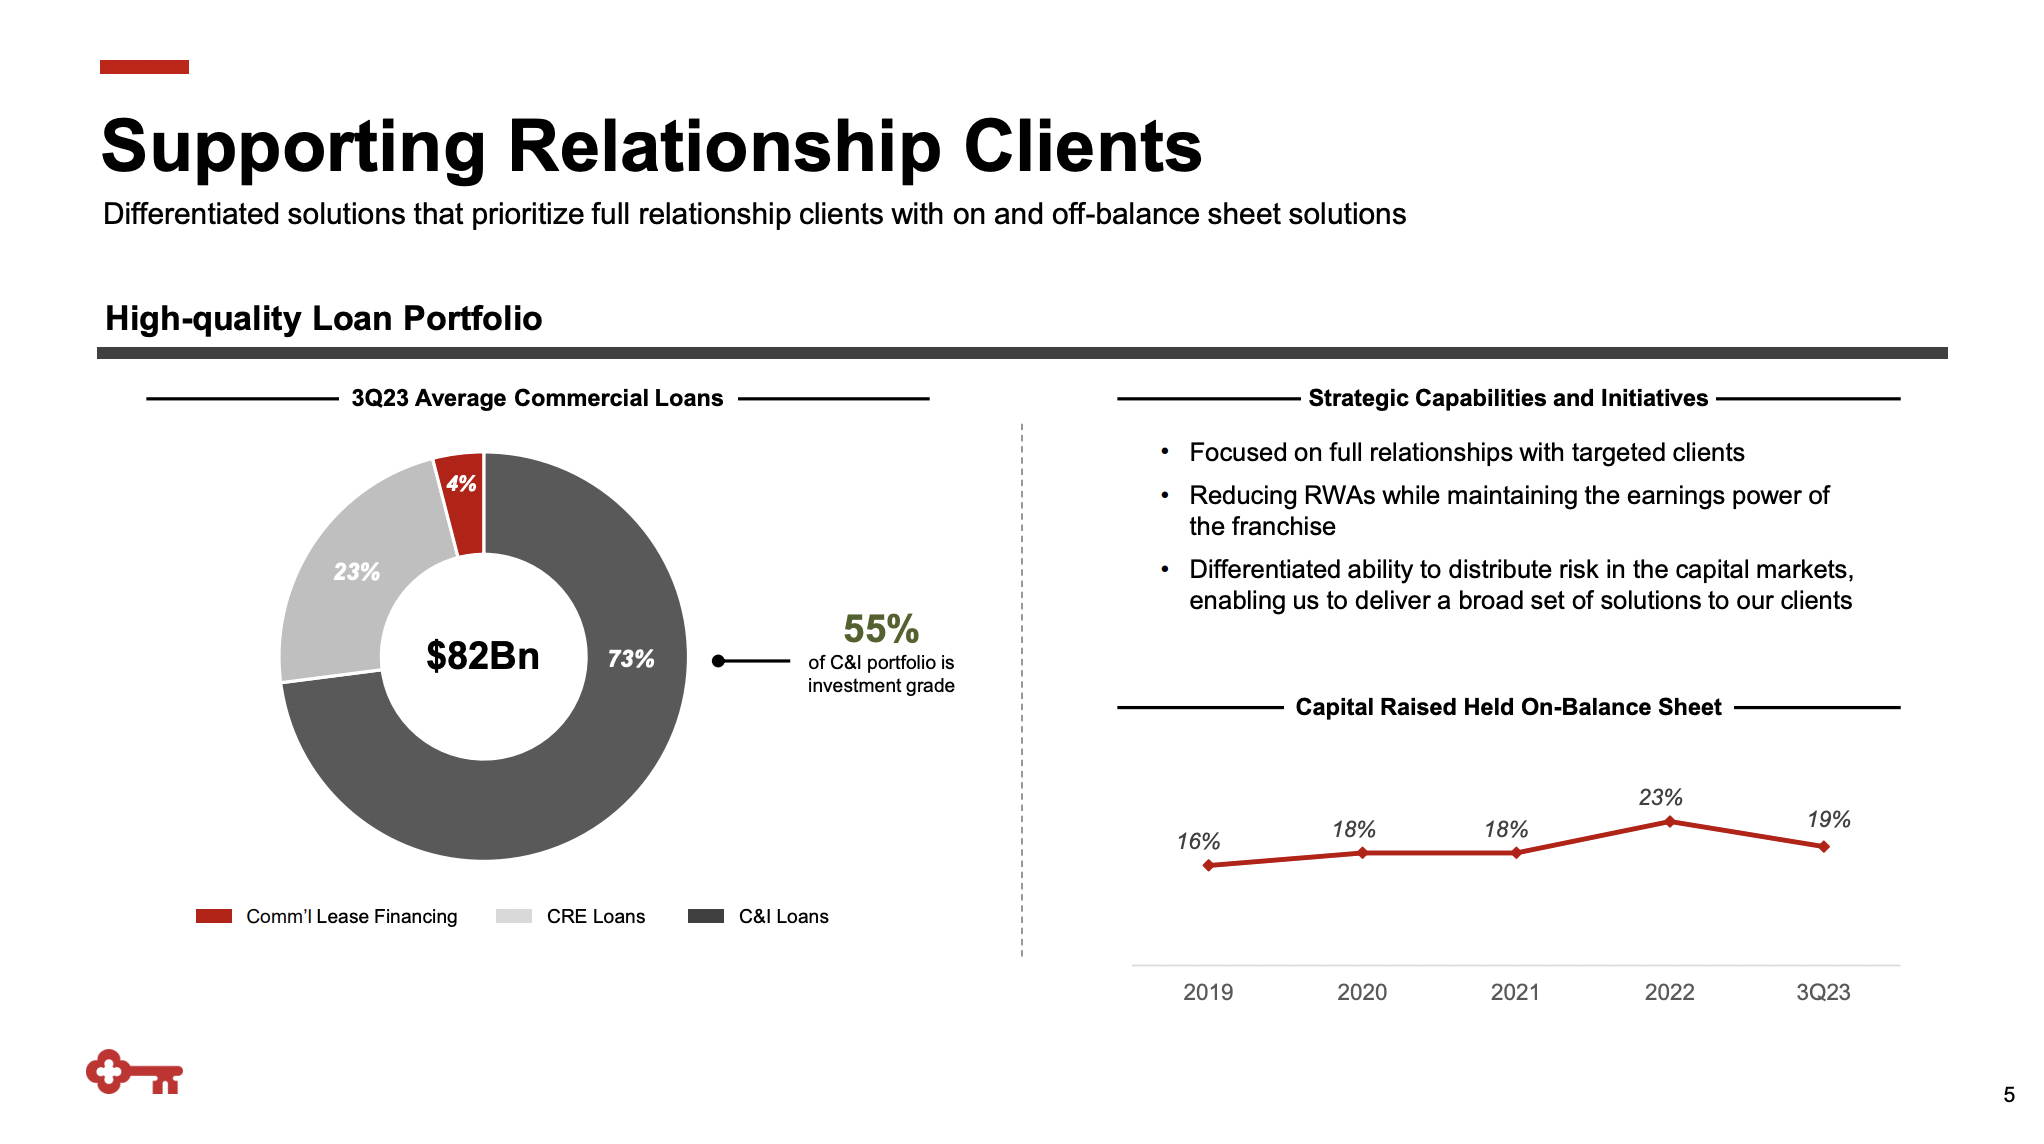 Supporting Relationship Clients
Differentiated solutions that prioritize full relationship clients with on and off-balance sheet solutions
High-quality Loan Portfolio
3Q23 Average Commercial Loans
4%
23%
$82Bn
73%
55%
of C&I portfolio is
investment grade
Comm’l Lease Financing
CRE Loans
C&I Loans
Strategic Capabilities and Initiatives
• Focused on full relationships with targeted clients
• Reducing RWAs while maintaining the earnings power of
the franchise
• Differentiated ability to distribute risk in the capital markets,
enabling us to deliver a broad set of solutions to our clients
Capital Raised Held On-Balance Sheet
16%
18%
18%
23%
19%
2019
2020
2021
2022
3Q23
5